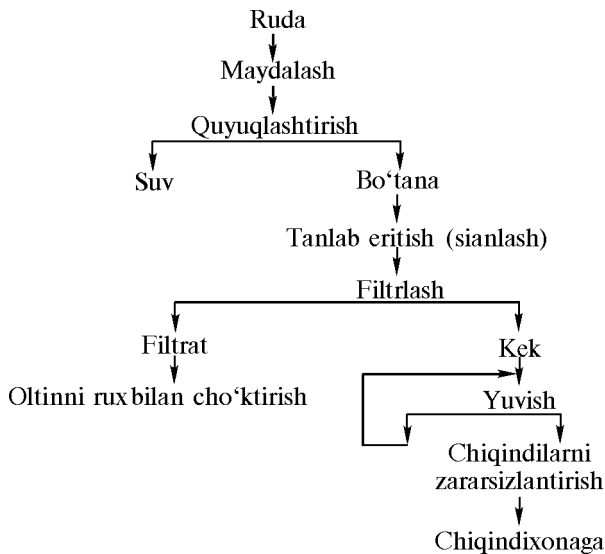 Ruda
Maydalash
Quyuqlashtirish
Suv
Bo‘tana
Tanlab eritish (sianlash)
Filtrlash
Filtrat
Kek
Oltinni rux bilan cho‘ktirish
Yuvish
Chiqindilarni
zararsizlantirish
Chiqindixonaga